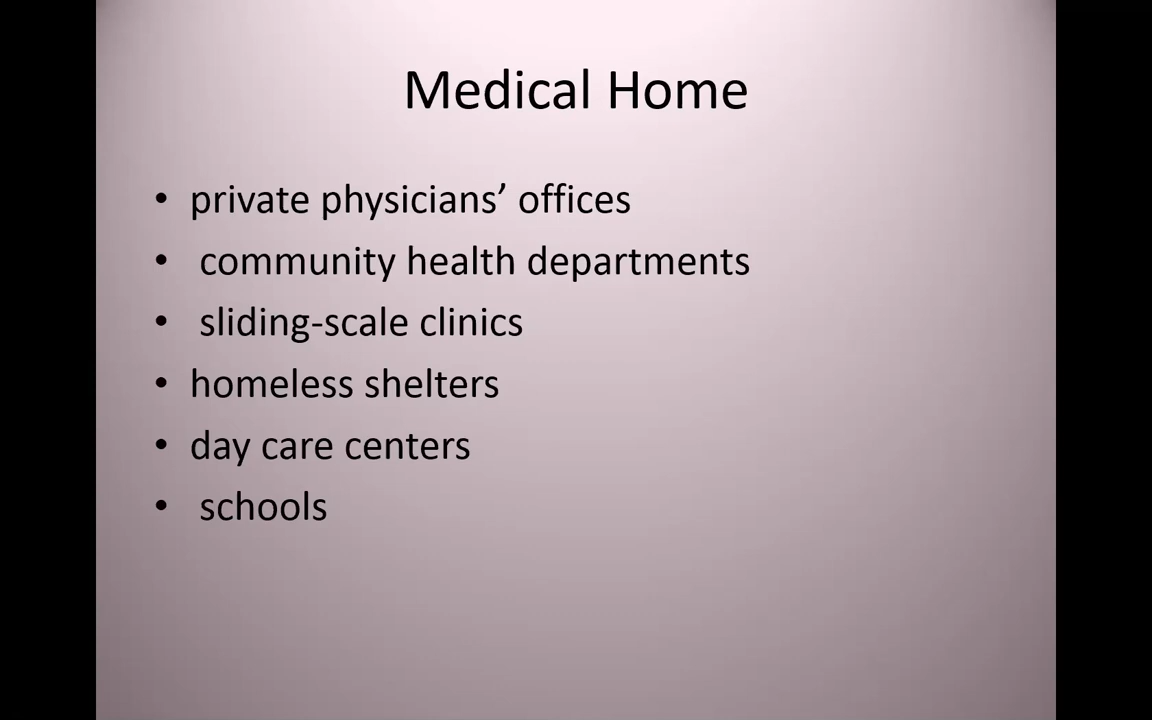 Medical Home
• private physicians’ offices
• community health departments
• sliding-scale clinics
• homeless shelters
• day care centers
• schools